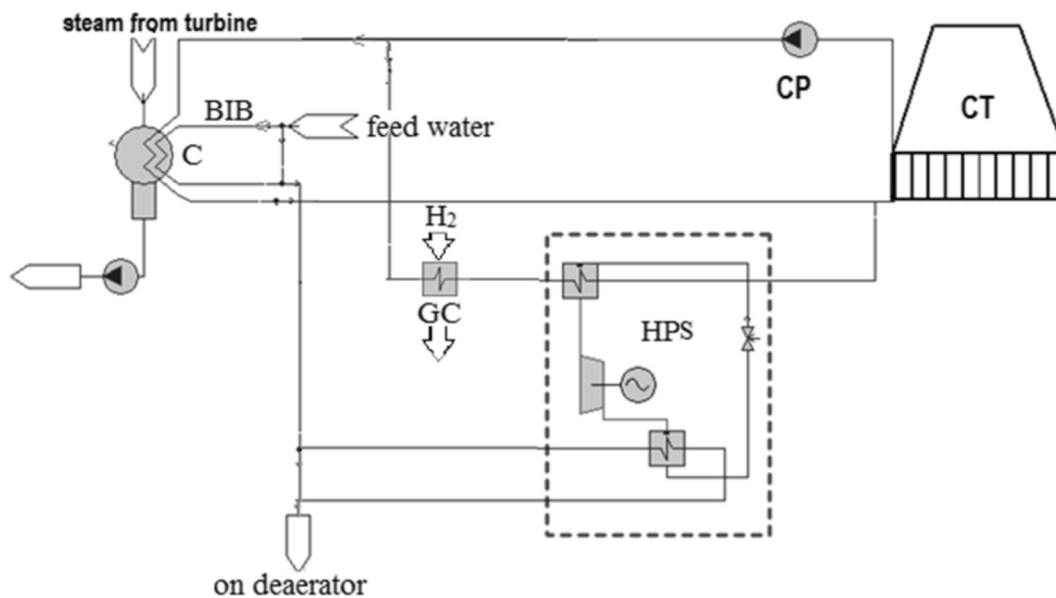 steam from turbine
CP
CT
BIB
feed water
C
H₂
GC
HPS
on deaerator